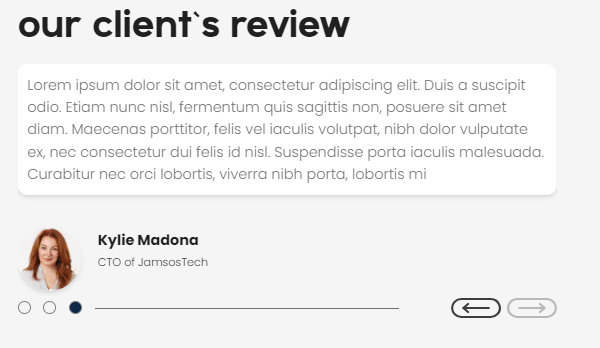 our client`s review
Lorem ipsum dolor sit amet, consectetur adipiscing elit. Duis a suscipit
odio. Etiam nunc nisl, fermentum quis sagittis non, posuere sit amet
diam. Maecenas porttitor, felis vel iaculis volutpat, nibh dolor vulputate
ex, nec consectetur dui felis id nisl. Suspendisse porta iaculis malesuada.
Curabitur nec orci lobortis, viverra nibh porta, lobortis mi
Kylie Madona
CTO of JamsosTech